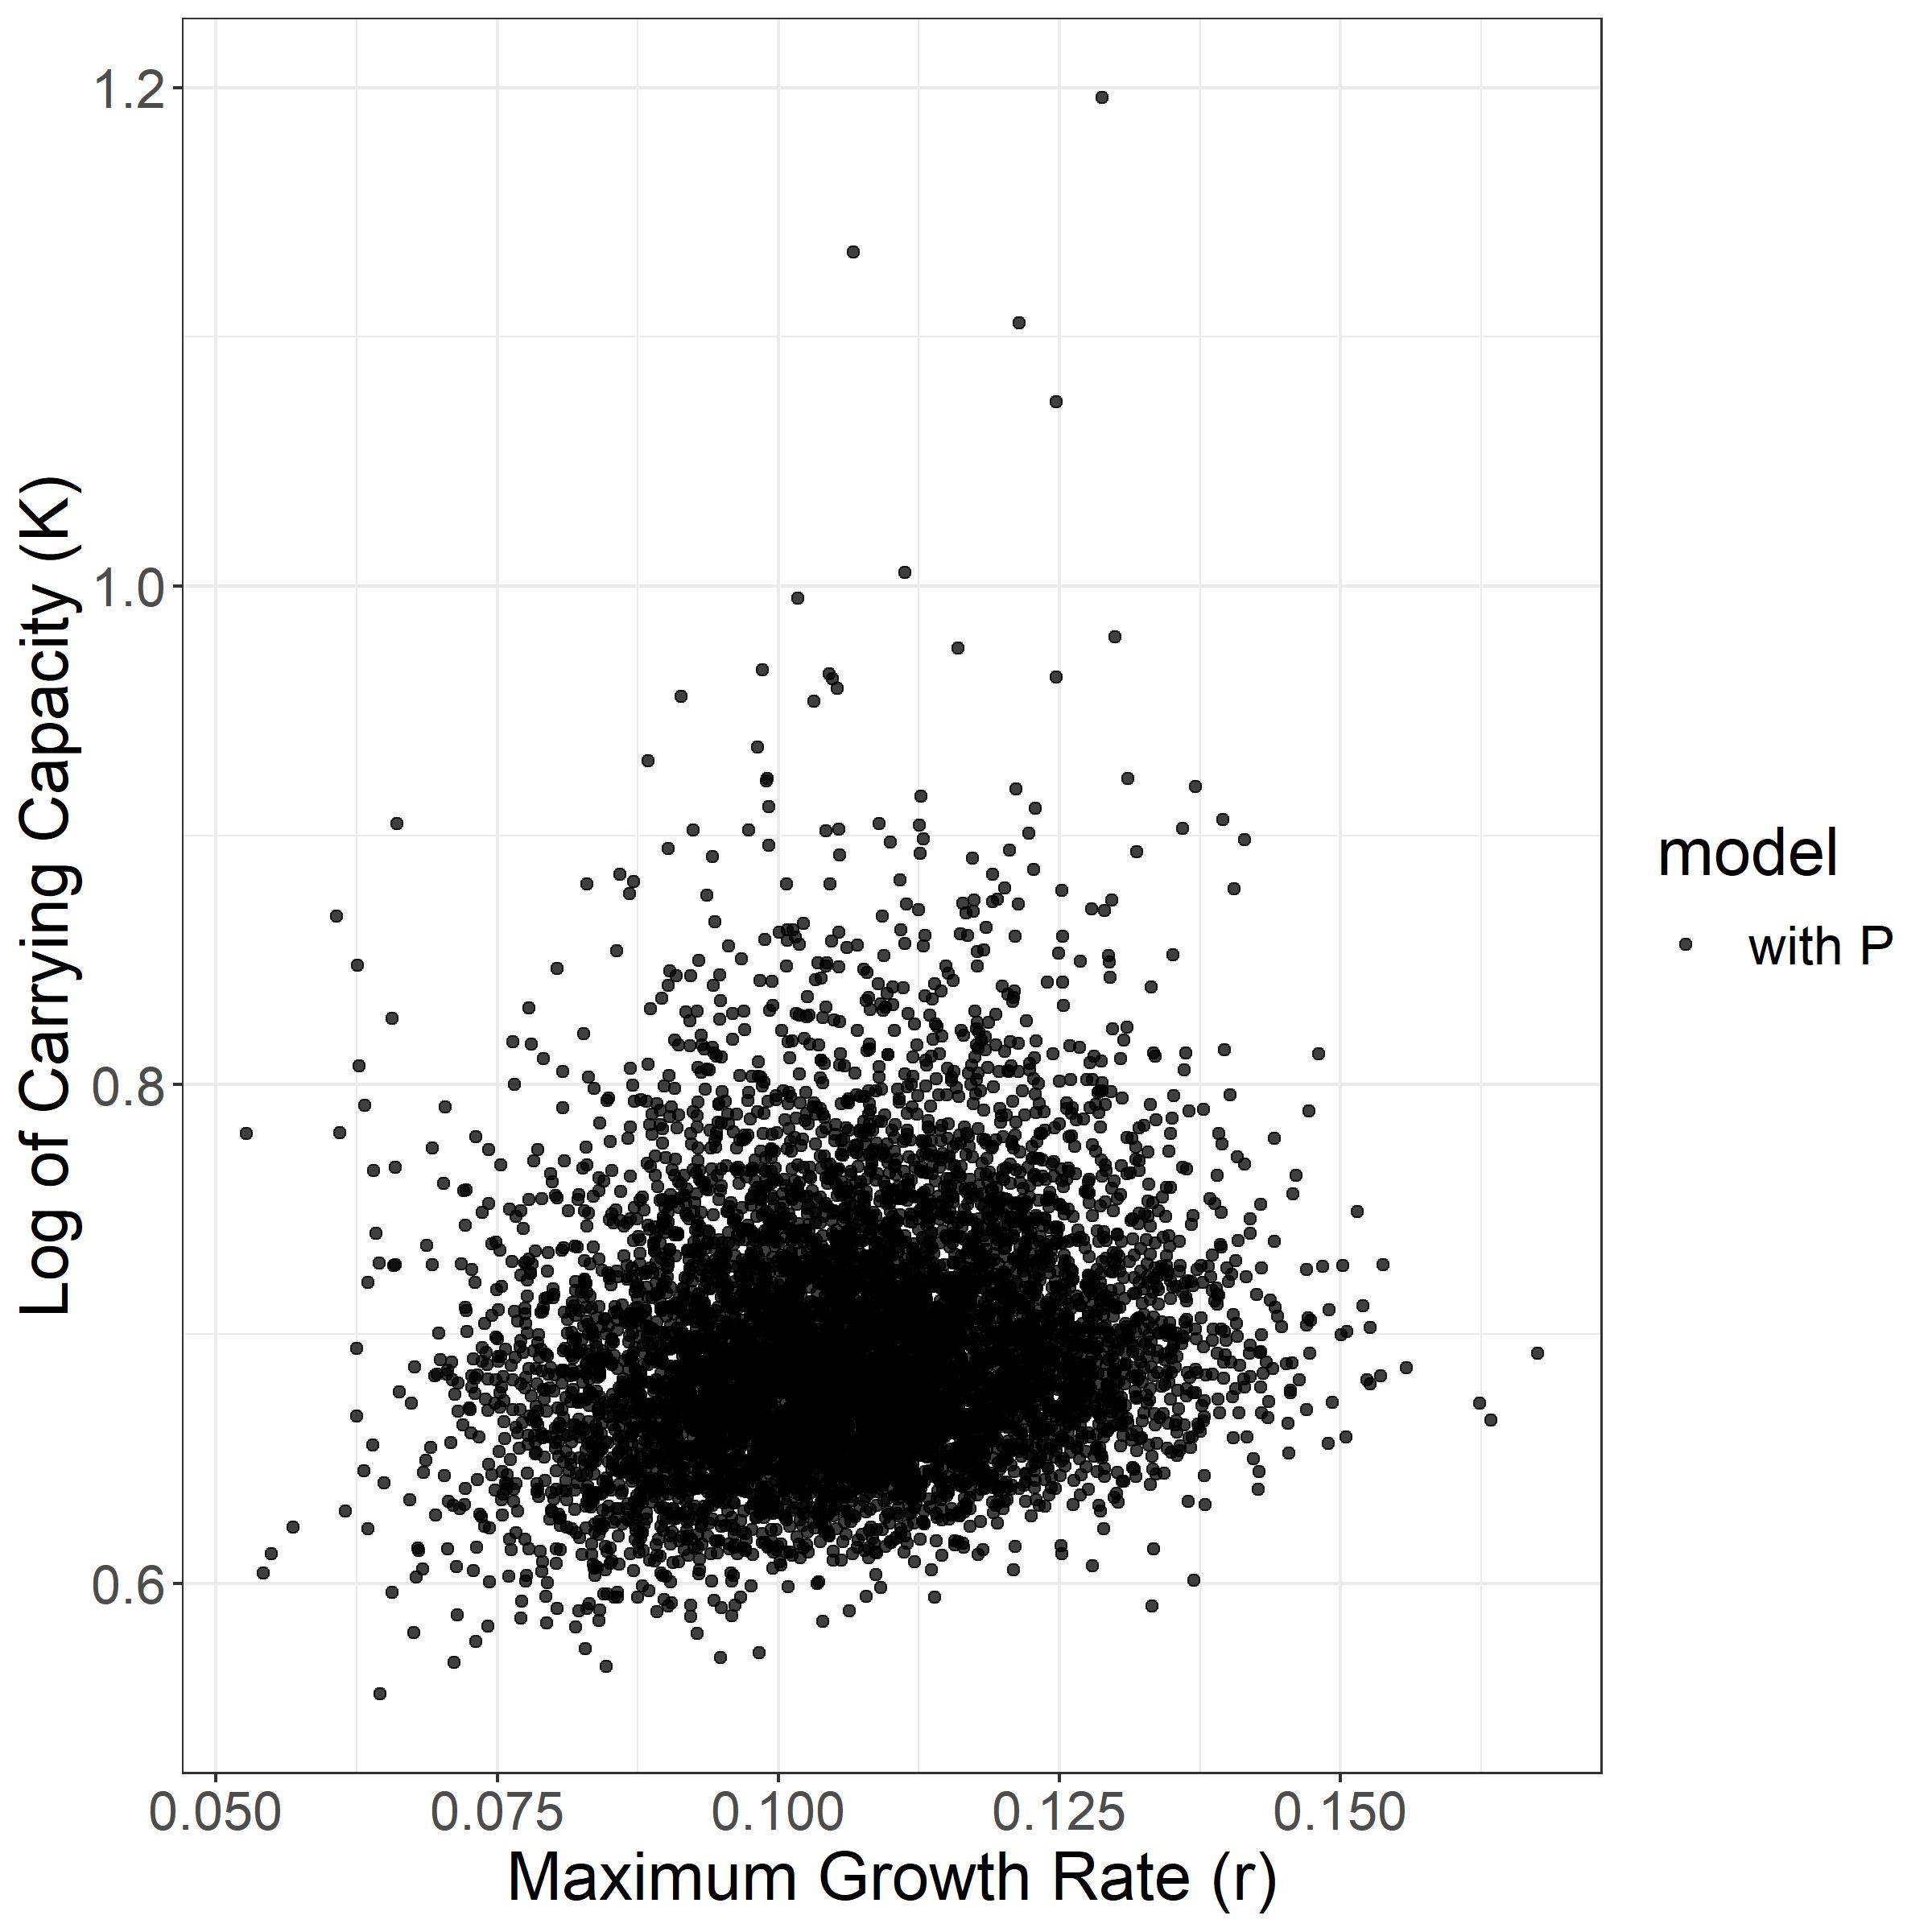 1.2
1.0
0.8
0.6
Log of Carrying Capacity (K)
0.050 0.075 0.100 0.125 0.150
Maximum Growth Rate (r)
model
with P